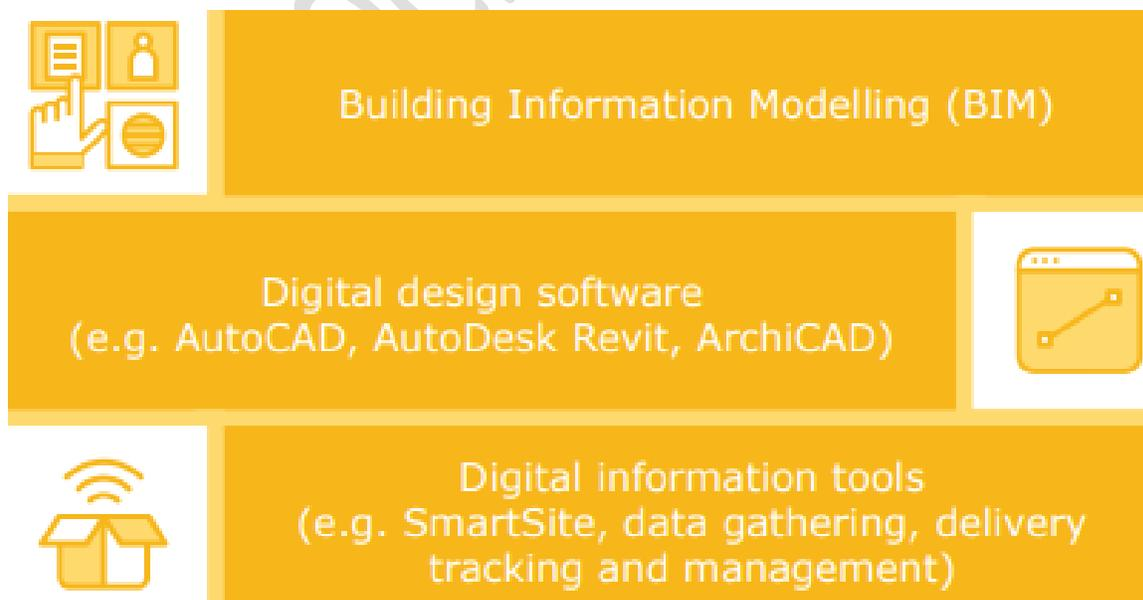 Building Information Modelling (BIM)
Digital design software
(e.g. AutoCAD, AutoDesk Revit, ArchiCAD)
Digital information tools
(e.g. SmartSite, data gathering, delivery
tracking and management)